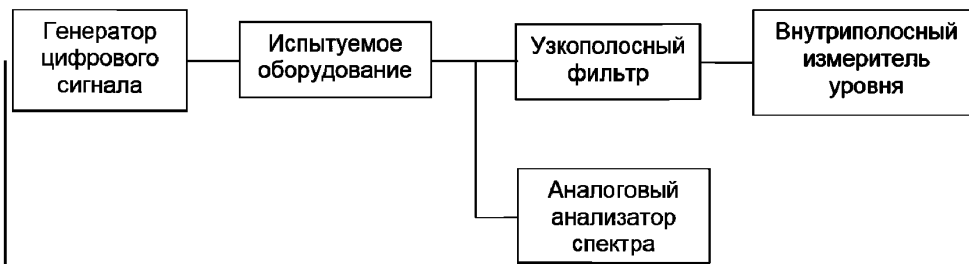 Генератор
цифрового
сигнала
Испытуемое
оборудование
Узкополосный
фильтр
Внутриполосный
измеритель
уровня
Аналоговый
анализатор
спектра